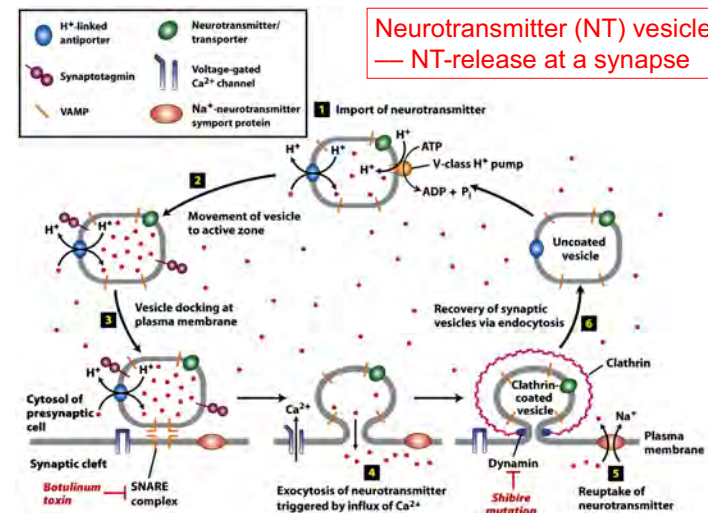 Neurotransmitter (NT) vesicle
— NT-release at a synapse
H⁺-linked
antiporter
Neurotransmitter/
transporter
Synaptotagmin
Voltage-gated
Ca²⁺ channel
VAMP
Na⁺-neurotransmitter
symport protein
1 Import of neurotransmitter
H⁺
H⁺
H⁺
H⁺
ATP
V-class H⁺ pump
ADP + Pᵢ
2
Movement of vesicle
to active zone
H⁺
H⁺
Uncoated
vesicle
3
Vesicle docking at
plasma membrane
Recovery of synaptic
vesicles via endocytosis
6
H⁺
H⁺
Clathrin
Clathrin-
coated
vesicle
Cytosol of
presynaptic
cell
Ca²⁺
Na⁺
Plasma
membrane
Synaptic cleft
SNARE
complex
Botulinum
toxin
4
Exocytosis of neurotransmitter
triggered by influx of Ca²⁺
Dynamin
Shibire
mutation
5
Reuptake of
neurotransmitter